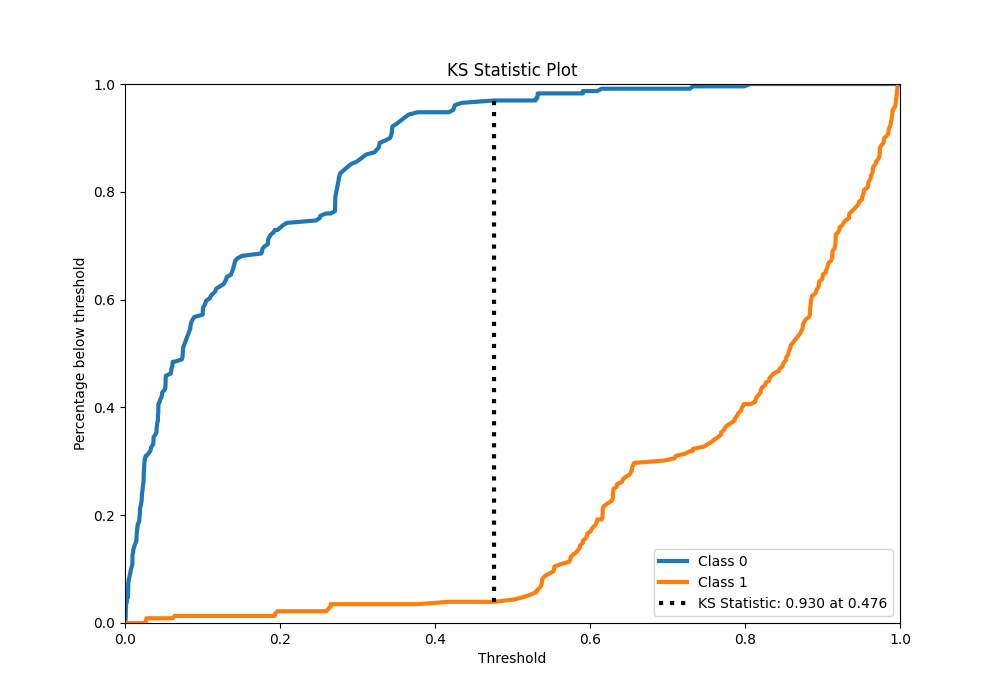 KS Statistic Plot
1.0
0.8
0.6
0.4
0.2
0.0
Percentage below threshold
0.0 0.2 0.4 0.6 0.8 1.0
Threshold
Class 0
Class 1
KS Statistic: 0.930 at 0.476